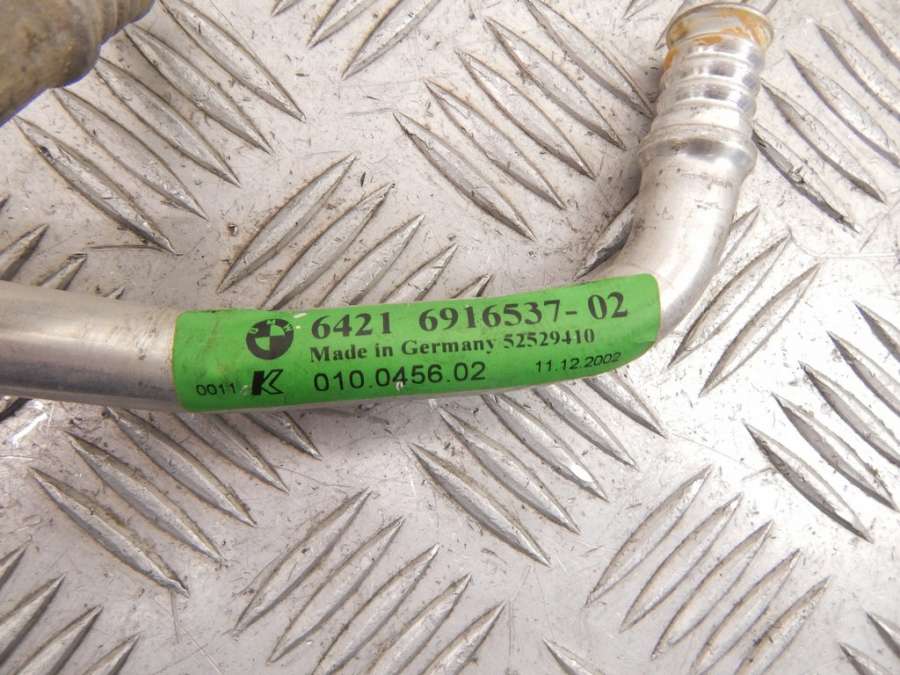 6421 6916537-02
Made in Germany 52529410
0011 K 010.0456.02 11.12.2002